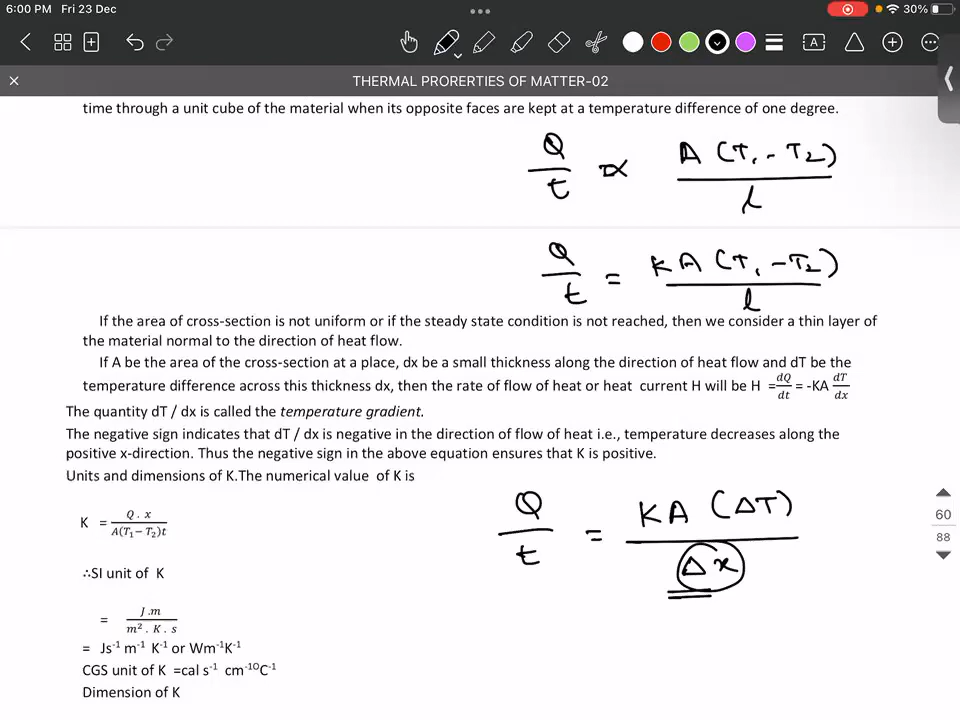 6:00 PM Fri 23 Dec
30%
THERMAL PRORERTIES OF MATTER-02
time through a unit cube of the material when its opposite faces are kept at a temperature difference of one degree.
Q/t ∝ A (T₁ - T₂)/l
Q/t = KA (T₁ - T₂)/l
If the area of cross-section is not uniform or if the steady state condition is not reached, then we consider a thin layer of
the material normal to the direction of heat flow.
If A be the area of the cross-section at a place, dx be a small thickness along the direction of heat flow and dT be the
temperature difference across this thickness dx, then the rate of flow of heat or heat current H will be H = dQ/dt = -KA dT/dx
The quantity dT / dx is called the temperature gradient.
The negative sign indicates that dT / dx is negative in the direction of flow of heat i.e., temperature decreases along the
positive x-direction. Thus the negative sign in the above equation ensures that K is positive.
Units and dimensions of K.The numerical value of K is
K = Q . x/A(T₁ − T₂)t
Q/t = KA (ΔT)/Δx
∴SI unit of K
= J .m/m² . K . s
= Js⁻¹ m⁻¹ K⁻¹ or Wm⁻¹K⁻¹
CGS unit of K =cal s⁻¹ cm⁻¹⁰C⁻¹
Dimension of K
60
88
A